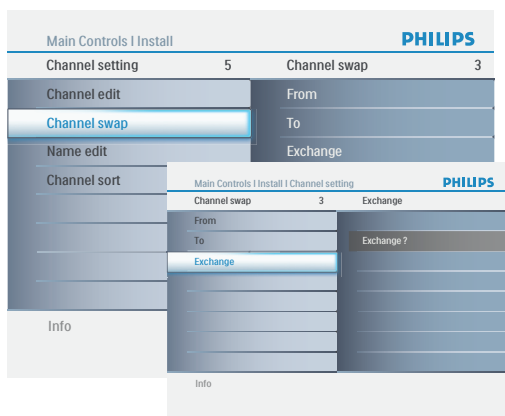 Main Controls I Install PHILIPS
Channel setting 5 Channel swap 3
Channel edit From
Channel swap To
Name edit Exchange
Channel sort
Info
Main Controls I Install I Channel setting PHILIPS
Channel swap 3 Exchange
From
To Exchange ?
Exchange
Info